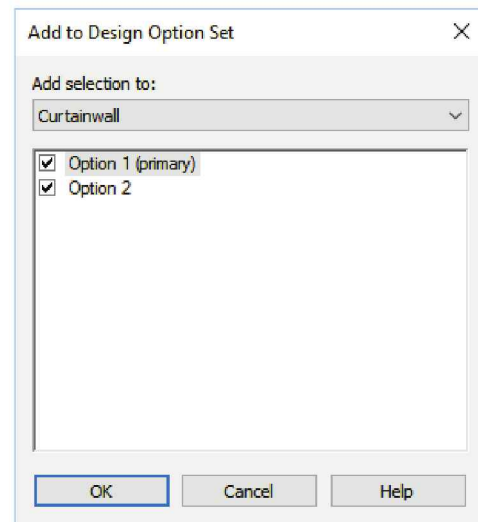 Add to Design Option Set
Add selection to:
Curtainwall
Option 1 (primary)
Option 2
OK Cancel Help